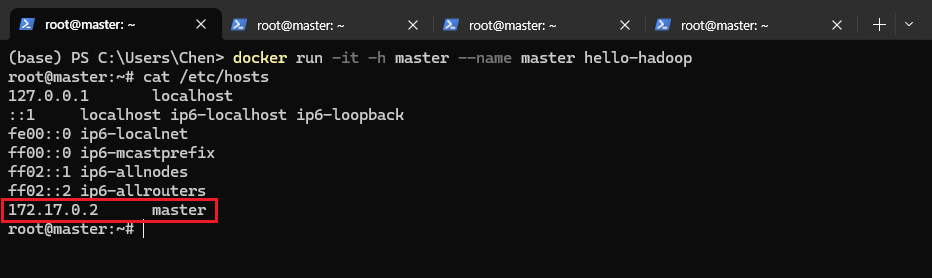 root@master: ~ root@master: ~ root@master: ~ root@master: ~
(base) PS C:\Users\Chen> docker run -it -h master --name master hello-hadoop
root@master:~# cat /etc/hosts
127.0.0.1 localhost
::1 localhost ip6-localhost ip6-loopback
fe00::0 ip6-localnet
ff00::0 ip6-mcastprefix
ff02::1 ip6-allnodes
ff02::2 ip6-allrouters
172.17.0.2 master
root@master:~#